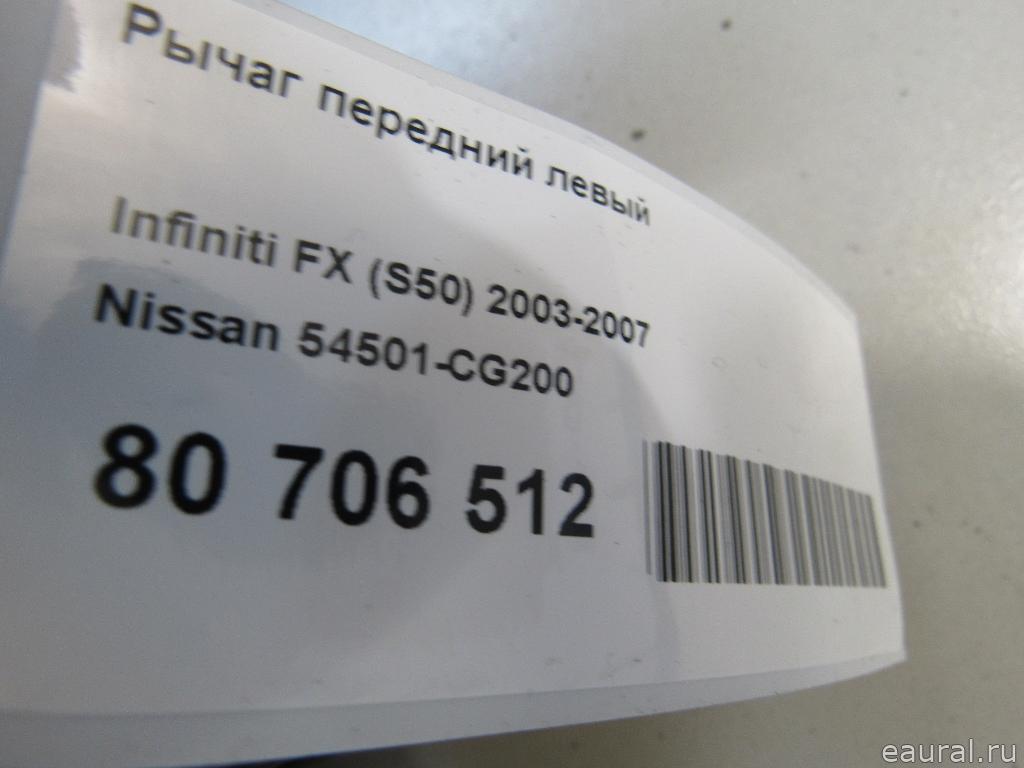 Рычаг передний левый
Infiniti FX (S50) 2003-2007
Nissan 54501-CG200
80 706 512
eaural.ru